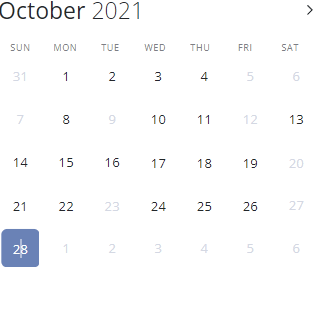 October 2021
SUN MON TUE WED THU FRI SAT
31 1 2 3 4 5 6
7 8 9 10 11 12 13
14 15 16 17 18 19 20
21 22 23 24 25 26 27
28 1 2 3 4 5 6